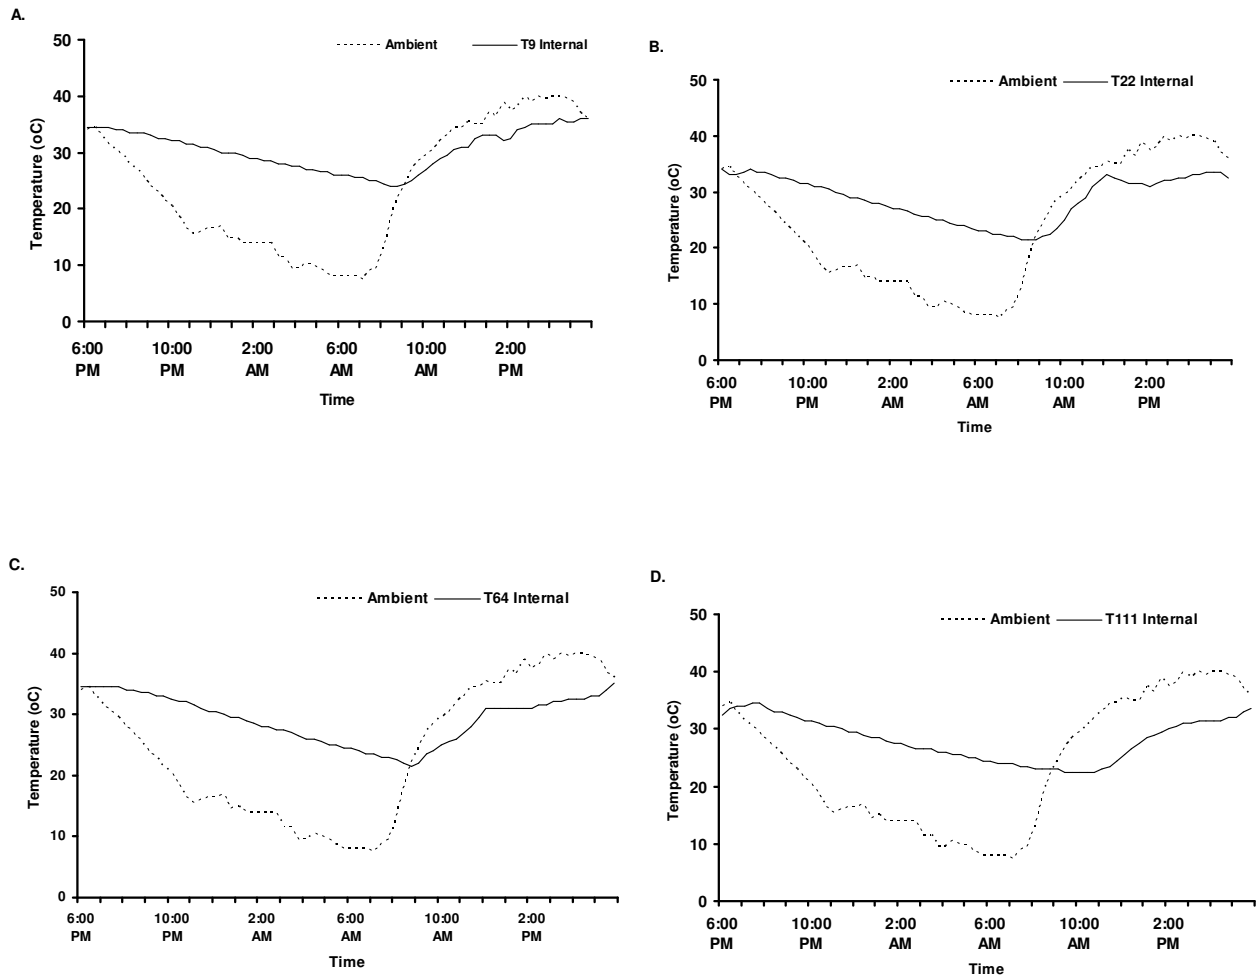 A.
50
40
30
20
10
0
Temperature (oC)
Ambient T9 Internal
6:00 10:00 2:00 6:00 10:00 2:00
PM PM AM AM AM PM
Time
B.
50
40
30
20
10
0
Temperature (oC)
Ambient T22 Internal
6:00 10:00 2:00 6:00 10:00 2:00
PM PM AM AM AM PM
Time
C.
50
40
30
20
10
0
Temperature (oC)
Ambient T64 Internal
6:00 10:00 2:00 6:00 10:00 2:00
PM PM AM AM AM PM
Time
D.
50
40
30
20
10
0
Temperature (oC)
Ambient T111 Internal
6:00 10:00 2:00 6:00 10:00 2:00
PM PM AM AM AM PM
Time